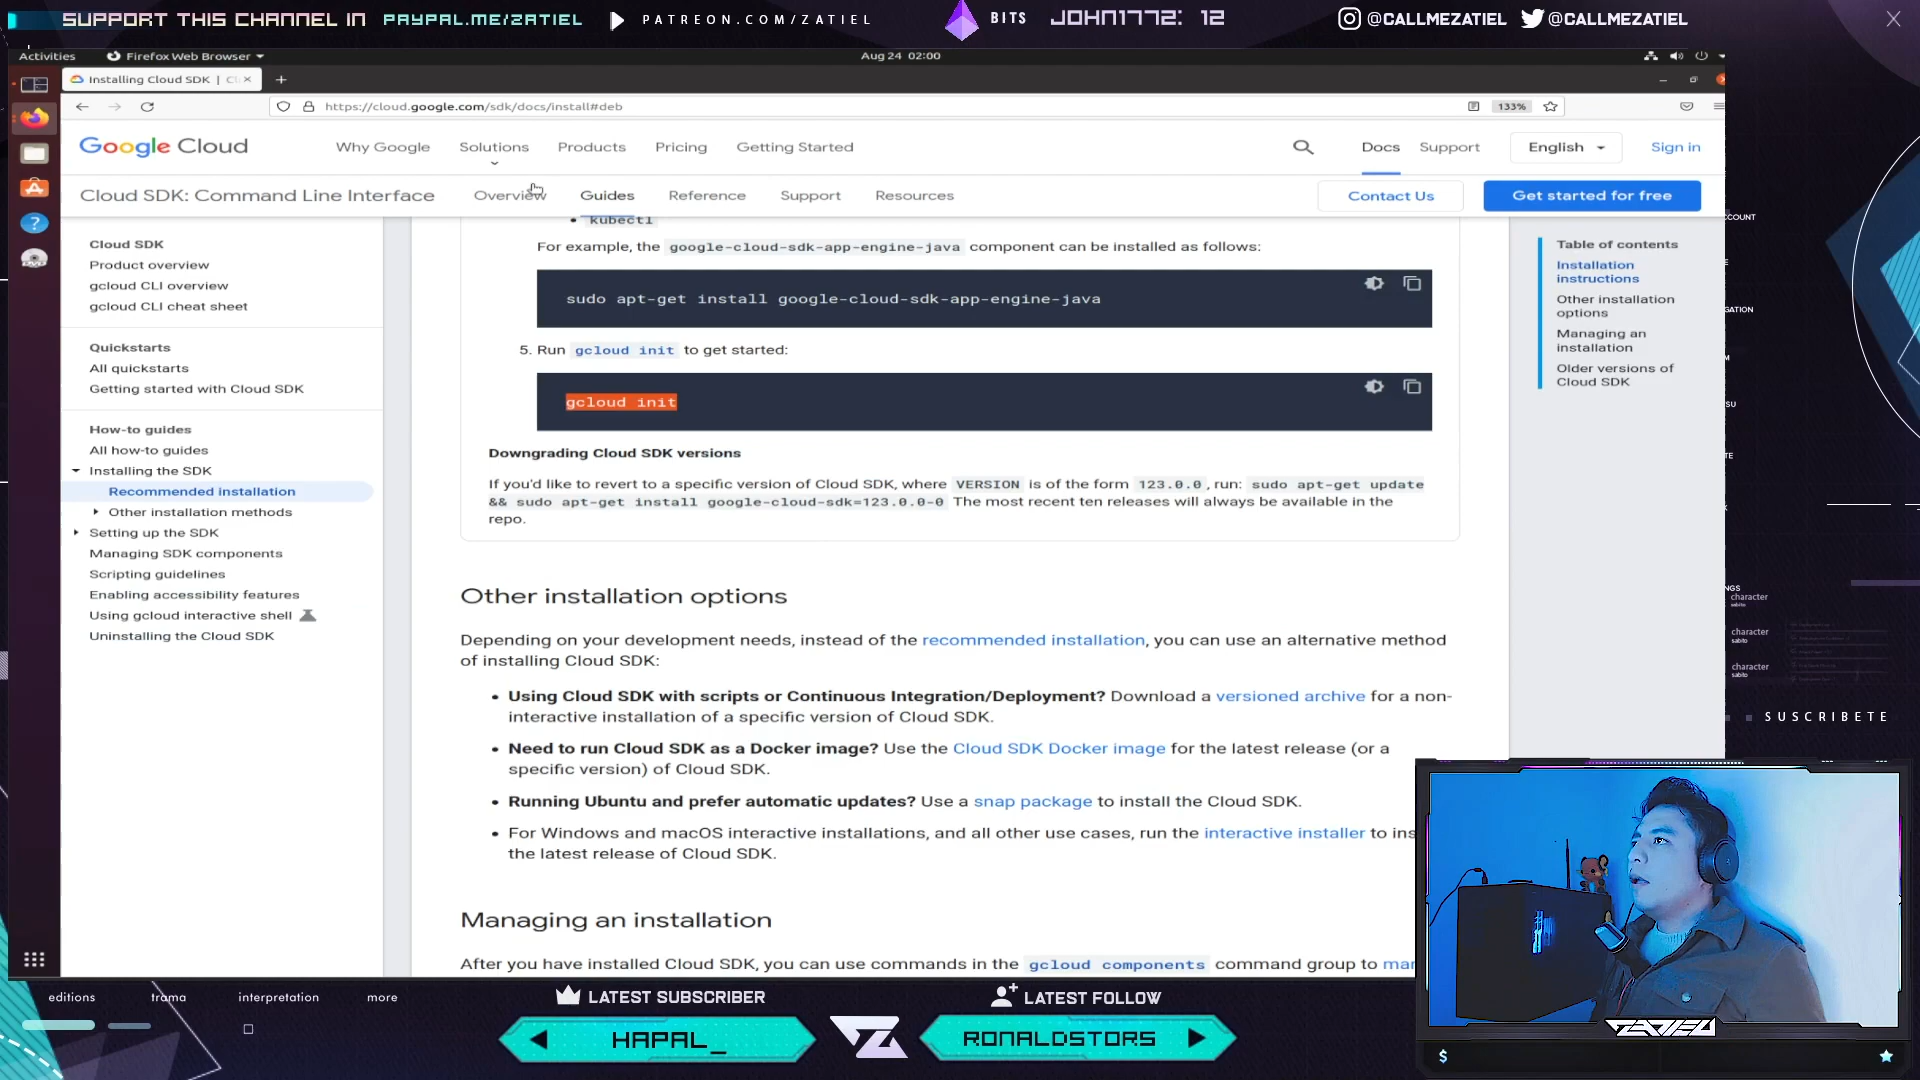 SUPPORT THIS CHANNEL IN PAYPAL.ME/ZATIEL PATREON.COM/ZATIEL BITS JOHN1772: 12 @CALLMEZATIEL @CALLMEZATIEL
Activities Firefox Web Browser Aug 24 02:00
Installing Cloud SDK | Cl
https://cloud.google.com/sdk/docs/install#deb 133%
Google Cloud Why Google Solutions Products Pricing Getting Started Docs Support English Sign in
Cloud SDK: Command Line Interface Overview Guides Reference Support Resources Contact Us Get started for free
Cloud SDK
Product overview
gcloud CLI overview
gcloud CLI cheat sheet
Quickstarts
All quickstarts
Getting started with Cloud SDK
How-to guides
All how-to guides
Installing the SDK
Recommended installation
Other installation methods
Setting up the SDK
Managing SDK components
Scripting guidelines
Enabling accessibility features
Using gcloud interactive shell
Uninstalling the Cloud SDK
kubectl
For example, the google-cloud-sdk-app-engine-java component can be installed as follows:
sudo apt-get install google-cloud-sdk-app-engine-java
5. Run gcloud init to get started:
gcloud init
Downgrading Cloud SDK versions
If you'd like to revert to a specific version of Cloud SDK, where VERSION is of the form 123.0.0, run: sudo apt-get update
&& sudo apt-get install google-cloud-sdk=123.0.0-0 The most recent ten releases will always be available in the
repo.
Other installation options
Depending on your development needs, instead of the recommended installation, you can use an alternative method
of installing Cloud SDK:
Using Cloud SDK with scripts or Continuous Integration/Deployment? Download a versioned archive for a non-
interactive installation of a specific version of Cloud SDK.
Need to run Cloud SDK as a Docker image? Use the Cloud SDK Docker image for the latest release (or a
specific version) of Cloud SDK.
Running Ubuntu and prefer automatic updates? Use a snap package to install the Cloud SDK.
For Windows and macOS interactive installations, and all other use cases, run the interactive installer to ins
the latest release of Cloud SDK.
Managing an installation
After you have installed Cloud SDK, you can use commands in the gcloud components command group to mar
Table of contents
Installation
instructions
Other installation
options
Managing an
installation
Older versions of
Cloud SDK
COUNT
GATION
SU
TE
NGS
character
sabito
character
sabito
character
sabito
SUSCRIBETE
editions trama interpretation more
LATEST SUBSCRIBER LATEST FOLLOW
HAPAL_ RONALDSTORS
ZATIEL
$